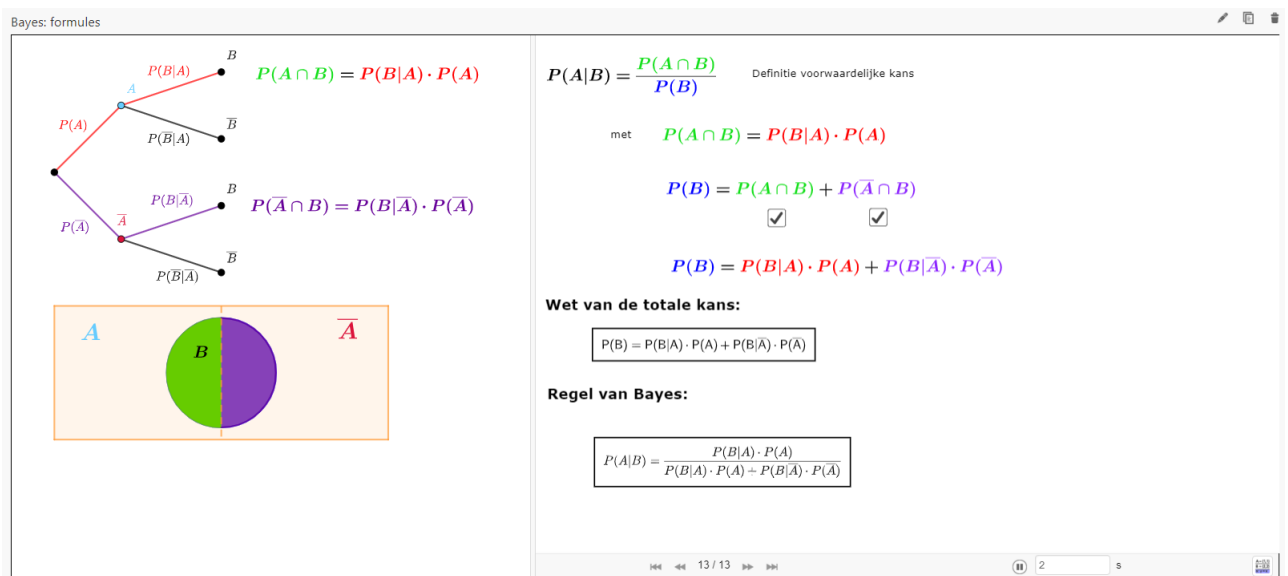 Bayes: formules
B
P(B|A)
P(A ∩ B) = P(B|A) · P(A)
A
P(A)
B̅
P(B̅|A)
B
P(B|A̅)
P(A̅ ∩ B) = P(B|A̅) · P(A̅)
P(A̅)
A̅
B̅
P(B̅|A̅)
A
A̅
B
P(A|B) = P(A ∩ B) / P(B)
Definitie voorwaardelijke kans
met P(A ∩ B) = P(B|A) · P(A)
P(B) = P(A ∩ B) + P(A̅ ∩ B)
P(B) = P(B|A) · P(A) + P(B|A̅) · P(A̅)
Wet van de totale kans:
P(B) = P(B|A) · P(A) + P(B|A̅) · P(A̅)
Regel van Bayes:
P(A|B) = P(B|A) · P(A) / P(B|A) · P(A) + P(B|A̅) · P(A̅)
13 / 13
2 s